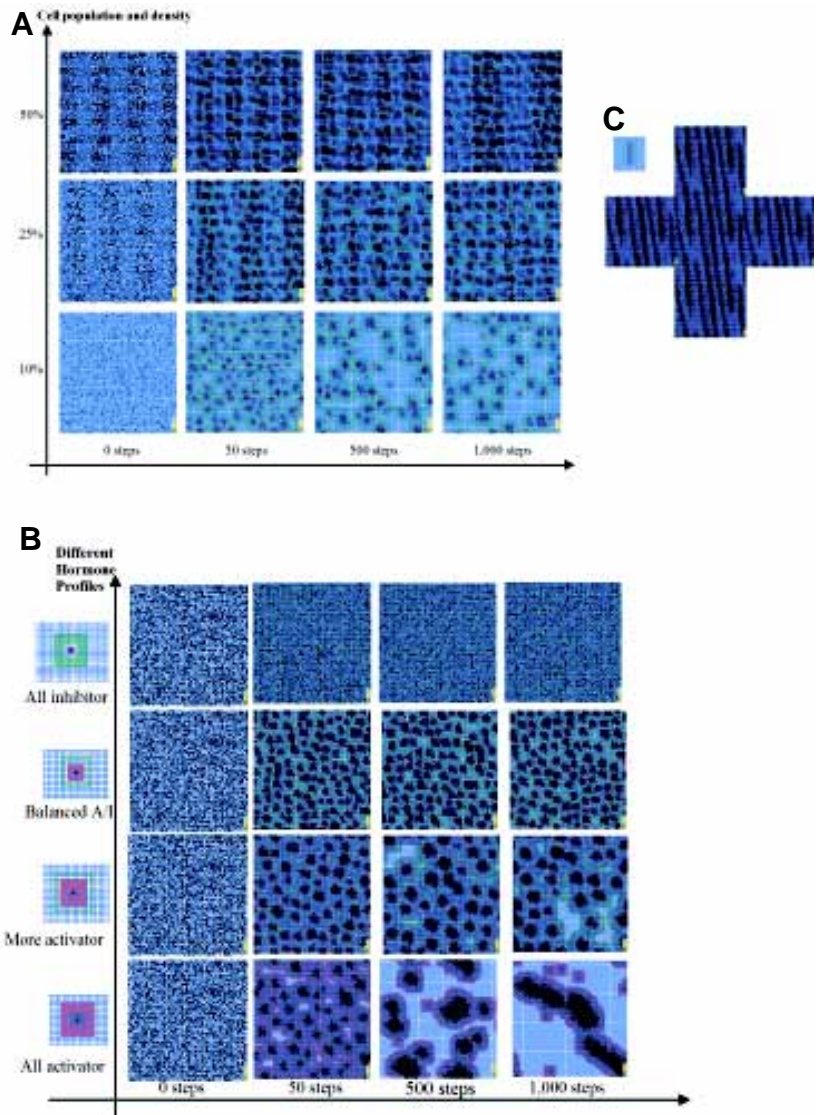 A
Cell population and density
50%
25%
10%
0 steps
50 steps
500 steps
1.000 steps
C
B
Different
Hormone
Profiles
All inhibitor
Balanced A/I
More activator
All activator
0 steps
50 steps
500 steps
1.000 steps